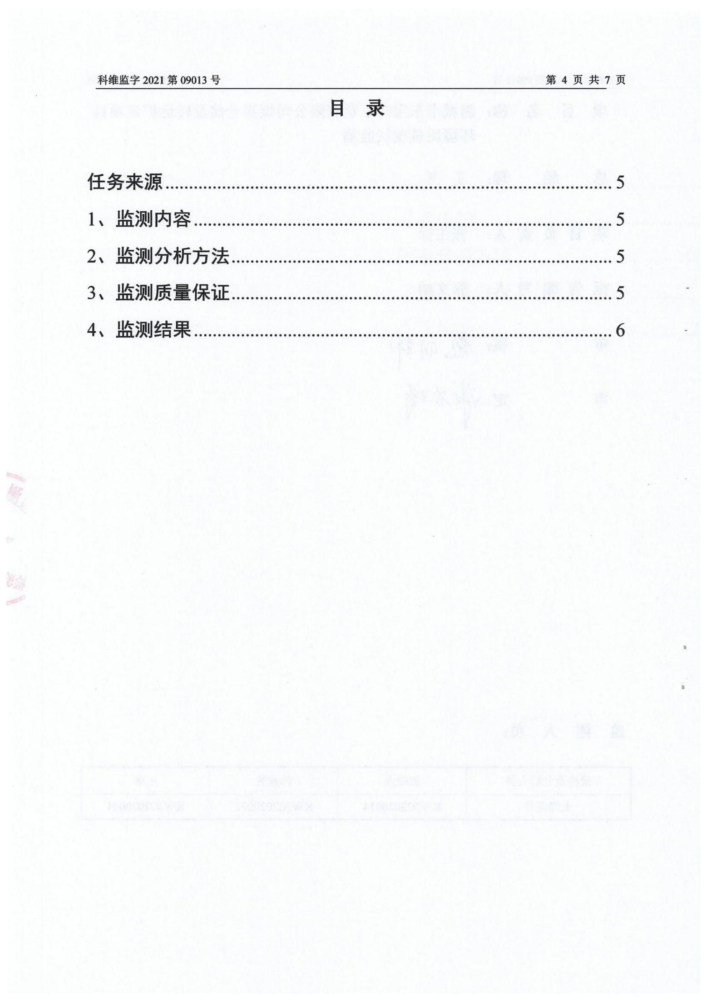 科维监字 2021 第 09013 号 第 4 页 共 7 页
目 录
任务来源 5
1、监测内容 5
2、监测分析方法 5
3、监测质量保证 5
4、监测结果 6